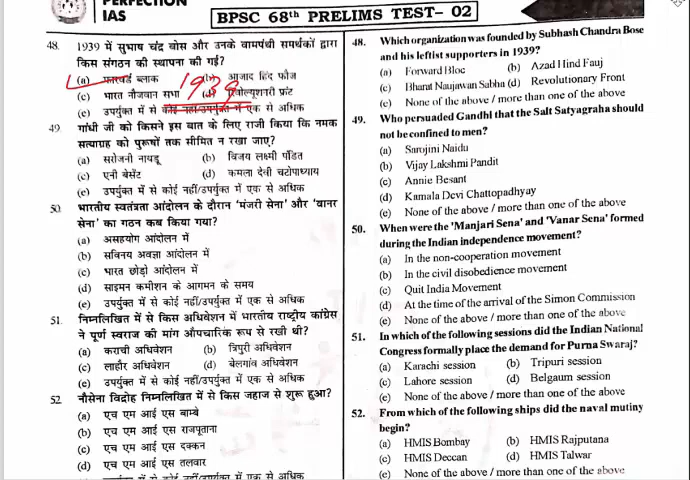 PERFECTION
IAS
BPSC 68th PRELIMS TEST– 02
48. 1939 में सुभाष चंद्र बोस और उनके वामपंथी समर्थकों द्वारा
किस संगठन की स्थापना की गई?
(a) फारवर्ड ब्लाक (b) आजाद हिंद फौज
(c) भारत नौजवान सभा (d) रिवोल्यूशनरी फ्रंट
1939
(e) उपर्युक्त में से कोई नहीं/उपर्युक्त में एक से अधिक
49. गांधी जी को किसने इस बात के लिए राजी किया कि नमक
सत्याग्रह को पुरूषों तक सीमित न रखा जाए?
(a) सरोजनी नायडू (b) विजय लक्ष्मी पंडित
(c) एनी बेसेंट (d) कमला देवी चटोपाध्याय
(e) उपर्युक्त में से कोई नहीं/उपर्युक्त में एक से अधिक
50. भारतीय स्वतंत्रता आंदोलन के दौरान 'मंजरी सेना' और 'वानर
सेना' का गठन कब किया गया?
(a) असहयोग आंदोलन में
(b) सविनय अवज्ञा आंदोलन में
(c) भारत छोड़ो आंदोलन में
(d) साइमन कमीशन के आगमन के समय
(e) उपर्युक्त में से कोई नहीं/उपर्युक्त में एक से अधिक
51. निम्नलिखित में से किस अधिवेशन में भारतीय राष्ट्रीय कांग्रेस
ने पूर्ण स्वराज की मांग औपचारिक रूप से रखी थी?
(a) कराची अधिवेशन (b) त्रिपुरी अधिवेशन
(c) लाहौर अधिवेशन (d) बेलगांव अधिवेशन
(e) उपर्युक्त में से कोई नहीं/उपर्युक्त में एक से अधिक
52. नौसेना विद्रोह निम्नलिखित में से किस जहाज से शुरू हुआ?
(a) एच एम आई एस बाम्बे
(b) एच एम आई एस राजपूताना
(c) एच एम आई एस दक्कन
(d) एच एम आई एस तलवार
(e) उपर्युक्त में से कोई नहीं/उपर्युक्त में एक से अधिक
48. Which organization was founded by Subhash Chandra Bose
and his leftist supporters in 1939?
(a) Forward Bloc (b) Azad Hind Fauj
(c) Bharat Naujawan Sabha (d) Revolutionary Front
(e) None of the above / more than one of the above
49. Who persuaded Gandhi that the Salt Satyagraha should
not be confined to men?
(a) Sarojini Naidu
(b) Vijay Lakshmi Pandit
(c) Annie Besant
(d) Kamala Devi Chattopadhyay
(e) None of the above / more than one of the above
50. When were the 'Manjari Sena' and 'Vanar Sena' formed
during the Indian independence movement?
(a) In the non-cooperation movement
(b) In the civil disobedience movement
(c) Quit India Movement
(d) At the time of the arrival of the Simon Commission
(e) None of the above / more than one of the above
51. In which of the following sessions did the Indian National
Congress formally place the demand for Purna Swaraj?
(a) Karachi session (b) Tripuri session
(c) Lahore session (d) Belgaum session
(e) None of the above / more than one of the above
52. From which of the following ships did the naval mutiny
begin?
(a) HMIS Bombay (b) HMIS Rajputana
(c) HMIS Deccan (d) HMIS Talwar
(e) None of the above / more than one of the above